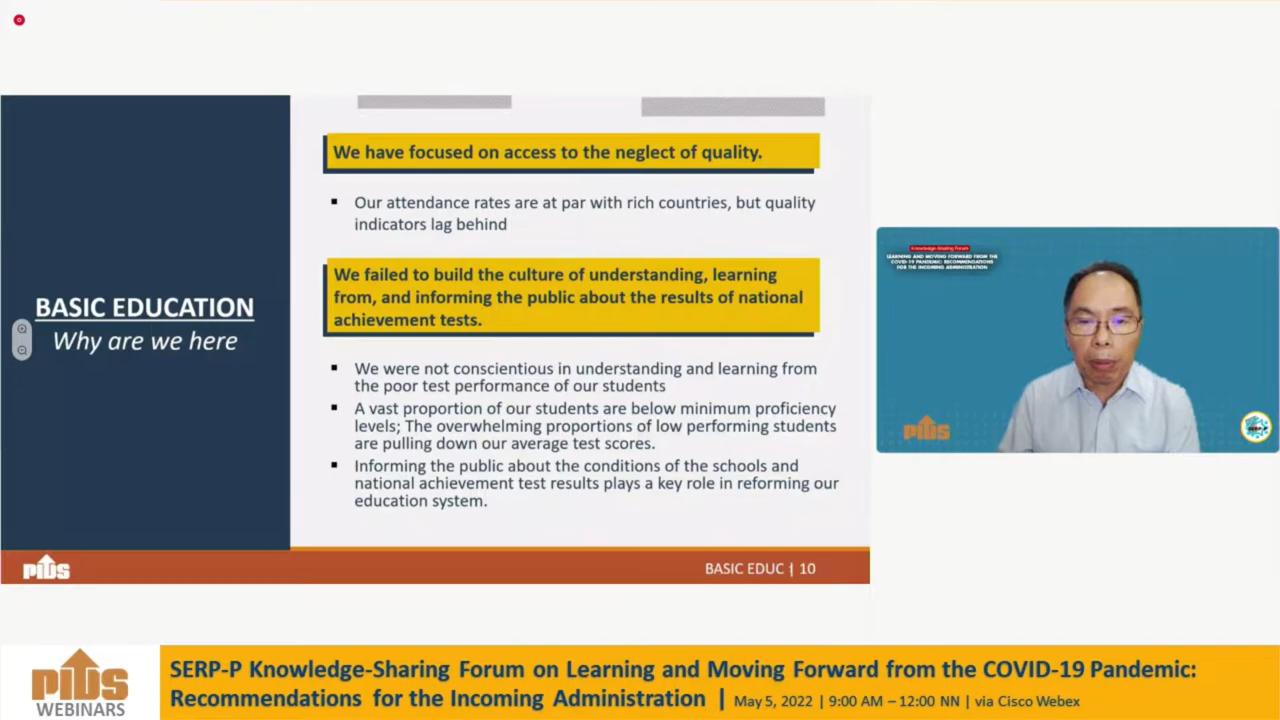 We have focused on access to the neglect of quality.
▪ Our attendance rates are at par with rich countries, but quality
indicators lag behind
We failed to build the culture of understanding, learning
from, and informing the public about the results of national
achievement tests.
BASIC EDUCATION
Why are we here
▪ We were not conscientious in understanding and learning from
the poor test performance of our students
▪ A vast proportion of our students are below minimum proficiency
levels; The overwhelming proportions of low performing students
are pulling down our average test scores.
▪ Informing the public about the conditions of the schools and
national achievement test results plays a key role in reforming our
education system.
PIDS
BASIC EDUC | 10
Knowledge-Sharing Forum
LEARNING AND MOVING FORWARD FROM THE
COVID-19 PANDEMIC: RECOMMENDATIONS
FOR THE INCOMING ADMINISTRATION
PIDS
SERP-P
PIDS
WEBINARS
SERP-P Knowledge-Sharing Forum on Learning and Moving Forward from the COVID-19 Pandemic:
Recommendations for the Incoming Administration | May 5, 2022 | 9:00 AM – 12:00 NN | via Cisco Webex